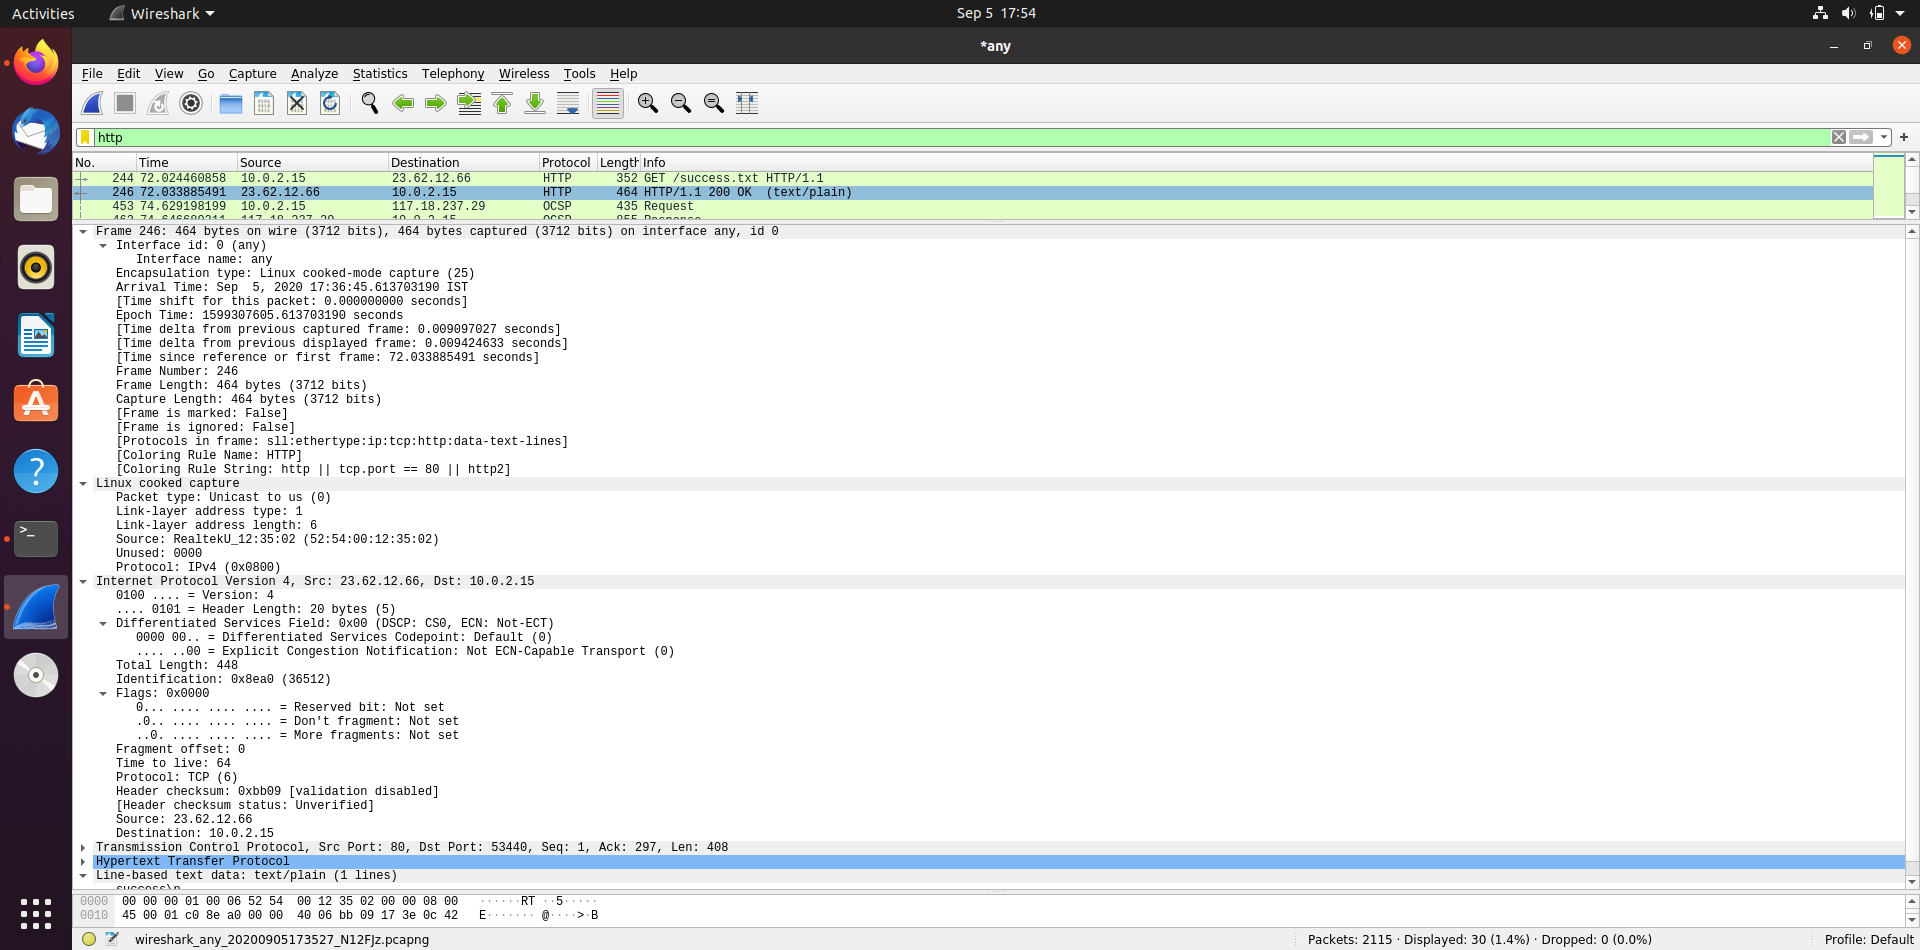 Activities Wireshark Sep 5 17:54
*any
File Edit View Go Capture Analyze Statistics Telephony Wireless Tools Help
http
No. Time Source Destination Protocol Length Info
244 72.024460858 10.0.2.15 23.62.12.66 HTTP 352 GET /success.txt HTTP/1.1
246 72.033885491 23.62.12.66 10.0.2.15 HTTP 464 HTTP/1.1 200 OK (text/plain)
453 74.629198199 10.0.2.15 117.18.237.29 OCSP 435 Request
Frame 246: 464 bytes on wire (3712 bits), 464 bytes captured (3712 bits) on interface any, id 0
Interface id: 0 (any)
Interface name: any
Encapsulation type: Linux cooked-mode capture (25)
Arrival Time: Sep  5, 2020 17:36:45.613703190 IST
[Time shift for this packet: 0.000000000 seconds]
Epoch Time: 1599307605.613703190 seconds
[Time delta from previous captured frame: 0.009097027 seconds]
[Time delta from previous displayed frame: 0.009424633 seconds]
[Time since reference or first frame: 72.033885491 seconds]
Frame Number: 246
Frame Length: 464 bytes (3712 bits)
Capture Length: 464 bytes (3712 bits)
[Frame is marked: False]
[Frame is ignored: False]
[Protocols in frame: sll:ethertype:ip:tcp:http:data-text-lines]
[Coloring Rule Name: HTTP]
[Coloring Rule String: http || tcp.port == 80 || http2]
Linux cooked capture
Packet type: Unicast to us (0)
Link-layer address type: 1
Link-layer address length: 6
Source: RealtekU_12:35:02 (52:54:00:12:35:02)
Unused: 0000
Protocol: IPv4 (0x0800)
Internet Protocol Version 4, Src: 23.62.12.66, Dst: 10.0.2.15
0100 .... = Version: 4
.... 0101 = Header Length: 20 bytes (5)
Differentiated Services Field: 0x00 (DSCP: CS0, ECN: Not-ECT)
0000 00.. = Differentiated Services Codepoint: Default (0)
.... ..00 = Explicit Congestion Notification: Not ECN-Capable Transport (0)
Total Length: 448
Identification: 0x8ea0 (36512)
Flags: 0x0000
0... .... .... .... = Reserved bit: Not set
.0.. .... .... .... = Don't fragment: Not set
..0. .... .... .... = More fragments: Not set
Fragment offset: 0
Time to live: 64
Protocol: TCP (6)
Header checksum: 0xbb09 [validation disabled]
[Header checksum status: Unverified]
Source: 23.62.12.66
Destination: 10.0.2.15
Transmission Control Protocol, Src Port: 80, Dst Port: 53440, Seq: 1, Ack: 297, Len: 408
Hypertext Transfer Protocol
Line-based text data: text/plain (1 lines)
0000 00 00 00 01 00 06 52 54 00 12 35 02 00 00 08 00 ······RT ··5·····
0010 45 00 01 c0 8e a0 00 00 40 06 bb 09 17 3e 0c 42 E······· @····>·B
wireshark_any_20200905173527_N12FJz.pcapng Packets: 2115 · Displayed: 30 (1.4%) · Dropped: 0 (0.0%) Profile: Default